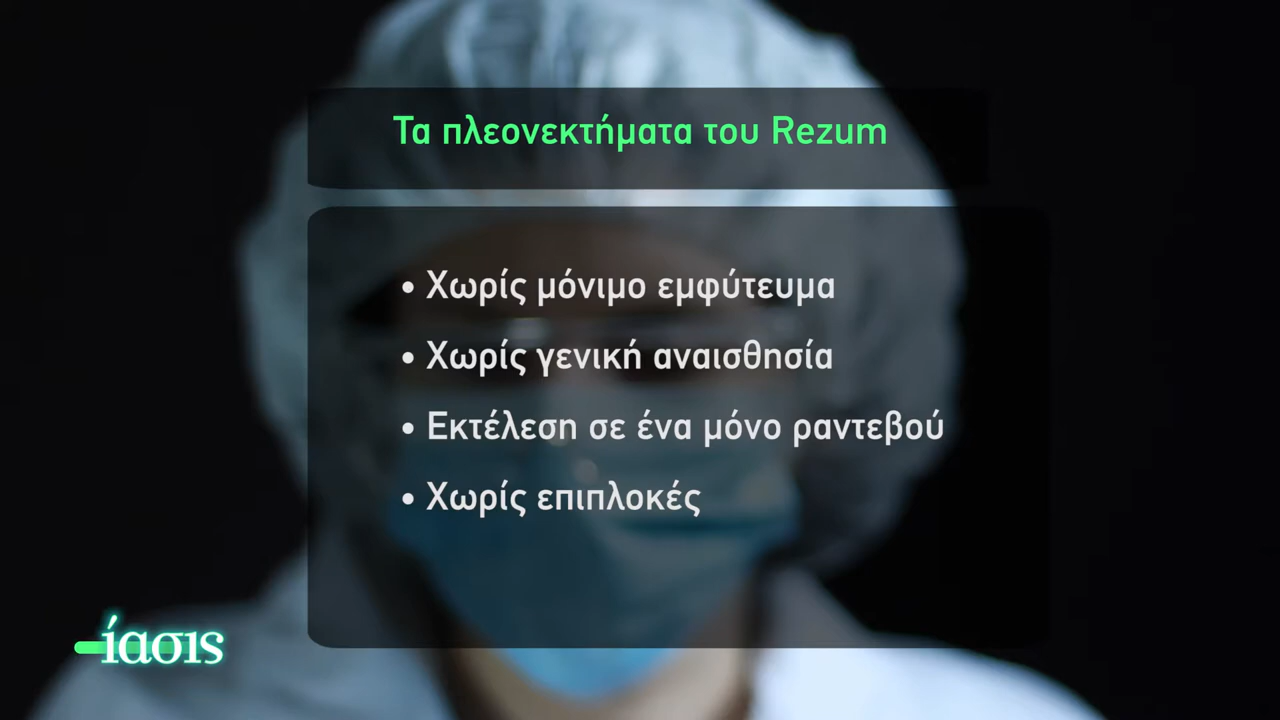 Τα πλεονεκτήματα του Rezum
• Χωρίς μόνιμο εμφύτευμα
• Χωρίς γενική αναισθησία
• Εκτέλεση σε ένα μόνο ραντεβού
• Χωρίς επιπλοκές
ίασις